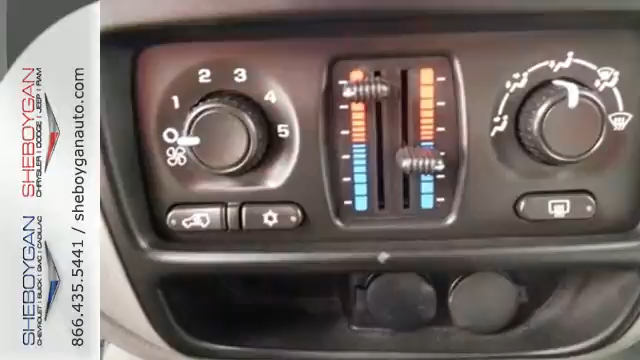 SHEBOYGAN
CHRYSLER | DODGE | JEEP | RAM
SHEBOYGAN
CHEVROLET | BUICK | GMC | CADILLAC
866.435.5441 / sheboyganauto.com
1 2 3 4 5